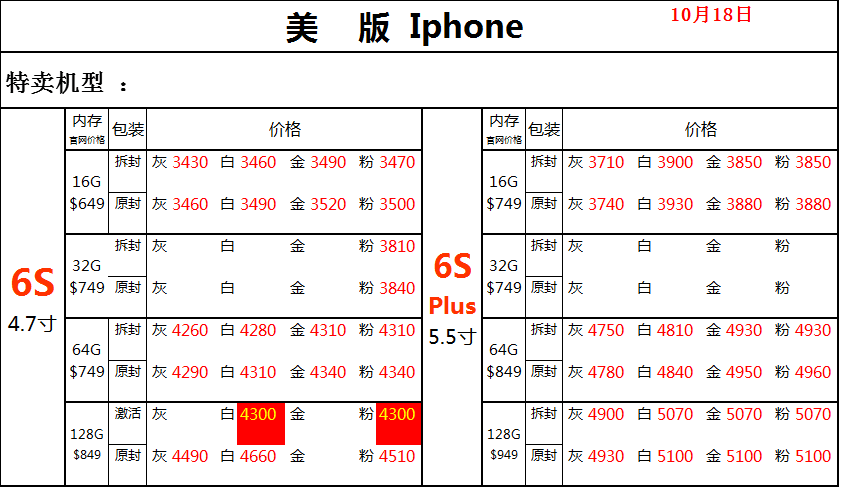 美 版 Iphone
10月18日
特卖机型 ：
内存 包装 价格 内存 包装 价格
官网价格 官网价格
拆封 灰 3430 白 3460 金 3490 粉 3470 拆封 灰 3710 白 3900 金 3850 粉 3850
16G 16G
$649 原封 灰 3460 白 3490 金 3520 粉 3500 $749 原封 灰 3740 白 3930 金 3880 粉 3880
拆封 灰 白 金 粉 3810 拆封 灰 白 金 粉
32G 32G
6S 6S
$749 原封 灰 白 金 粉 3840 $749 原封 灰 白 金 粉
Plus
4.7寸 5.5寸
拆封 灰 4260 白 4280 金 4310 粉 4310 拆封 灰 4750 白 4810 金 4930 粉 4930
64G 64G
$749 原封 灰 4290 白 4310 金 4340 粉 4340 $849 原封 灰 4780 白 4840 金 4950 粉 4960
激活 灰 白 4300 金 粉 4300 拆封 灰 4900 白 5070 金 5070 粉 5070
128G 128G
$849 原封 灰 4490 白 4660 金 粉 4510 $949 原封 灰 4930 白 5100 金 5100 粉 5100